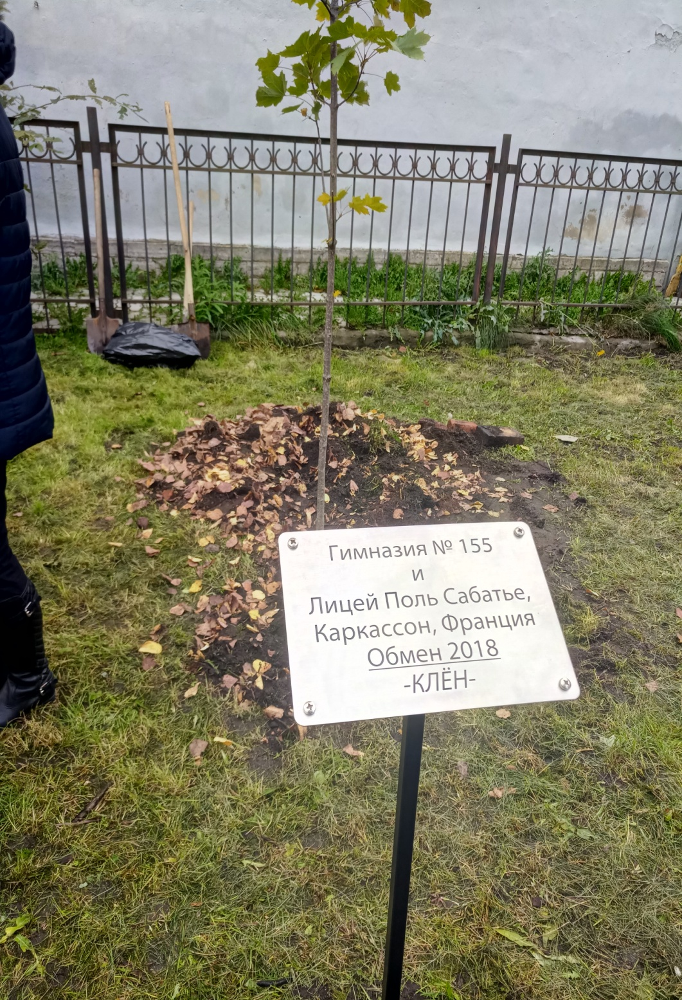 Гимназия № 155
и
Лицей Поль Сабатье,
Каркассон, Франция
Обмен 2018
-КЛЁН-